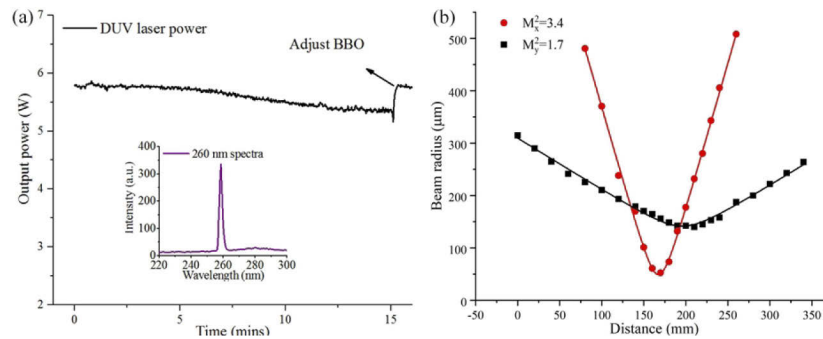 (a)
DUV laser power
Adjust BBO
Output power (W)
7
6
5
4
3
2
0
5
10
15
Time (mins)
260 nm spectra
Intensity (a.u.)
400
300
200
100
0
220
240
260
280
300
Wavelength (nm)
(b)
M²x=3.4
M²y=1.7
Beam radius (μm)
500
400
300
200
100
0
-50
0
50
100
150
200
250
300
350
Distance (mm)